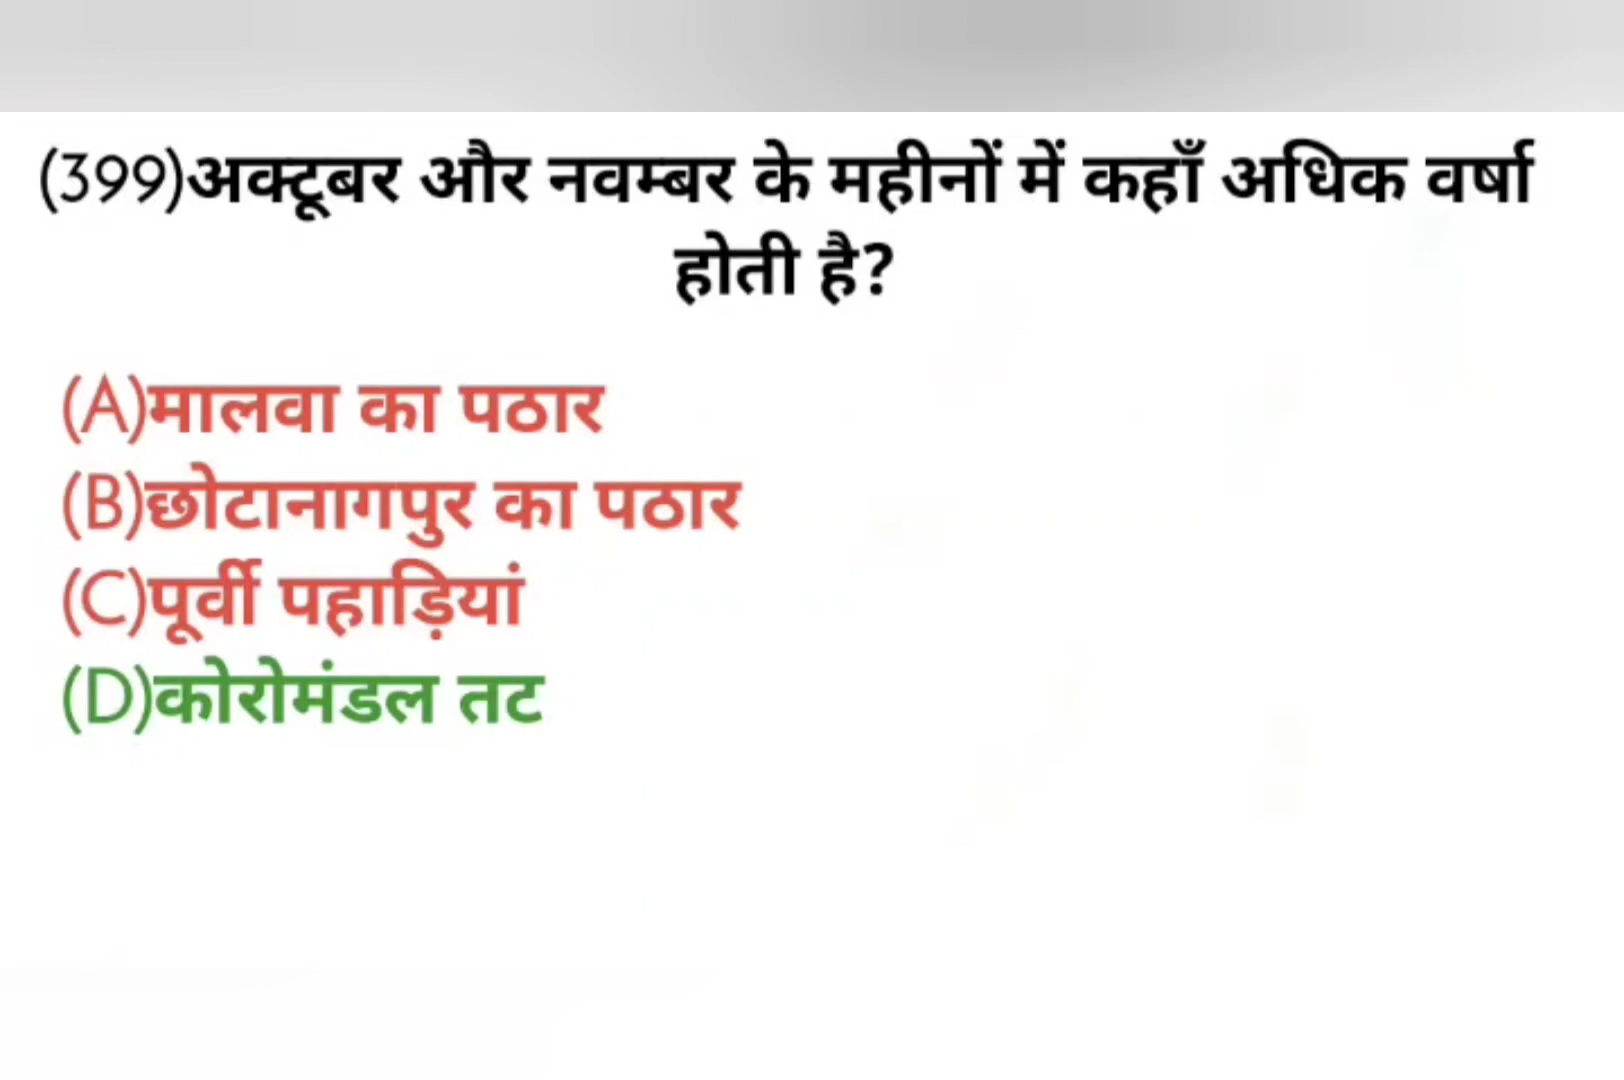 (399)अक्टूबर और नवम्बर के महीनों में कहाँ अधिक वर्षा
होती है?
(A)मालवा का पठार
(B)छोटानागपुर का पठार
(C)पूर्वी पहाड़ियां
(D)कोरोमंडल तट